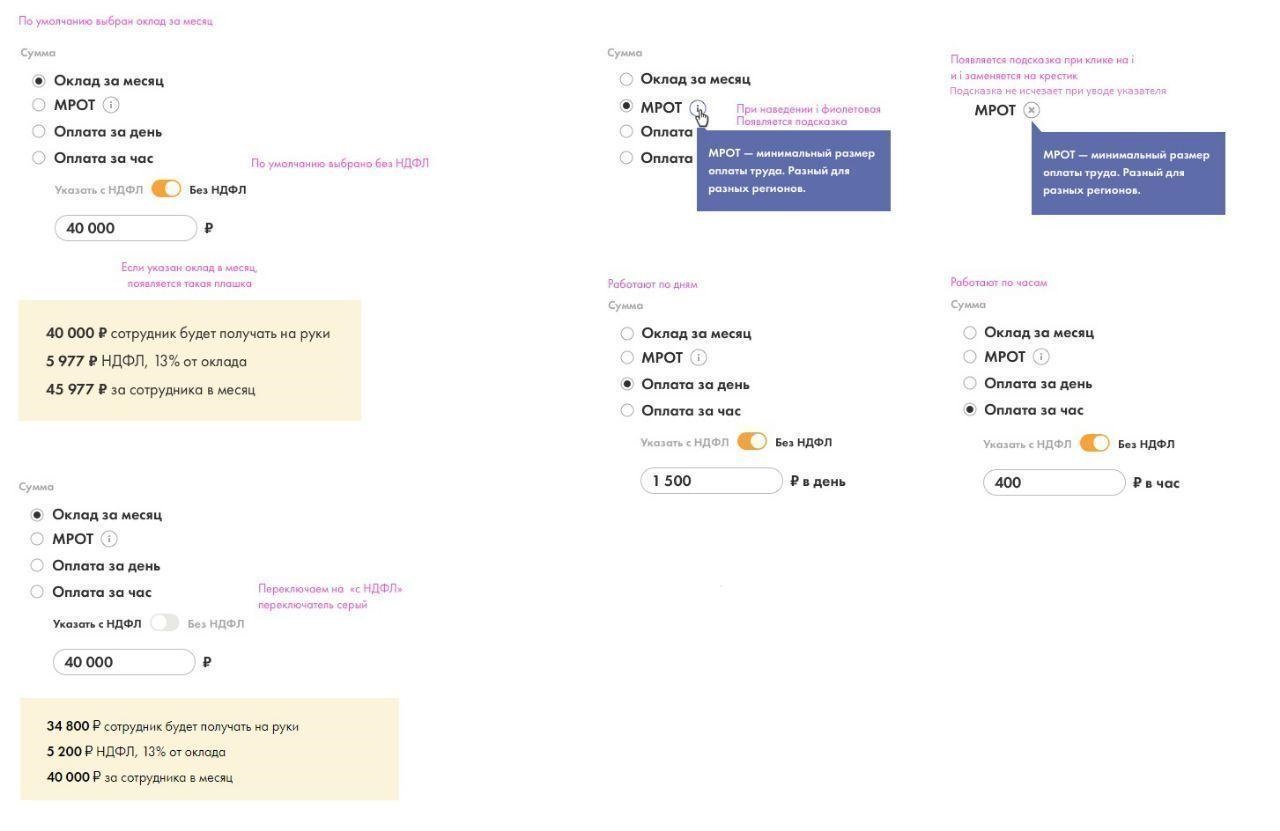 По умолчанию выбран оклад за месяц
Сумма
Оклад за месяц
МРОТ i
Оплата за день
Оплата за час
По умолчанию выбрано без НДФЛ
Указать с НДФЛ Без НДФЛ
40 000 ₽
Если указан оклад в месяц,
появляется такая плашка
40 000 ₽ сотрудник будет получать на руки
5 977 ₽ НДФЛ, 13% от оклада
45 977 ₽ за сотрудника в месяц
Сумма
Оклад за месяц
МРОТ i
Оплата за день
Оплата за час
Переключаем на «с НДФЛ»
переключатель серый
Указать с НДФЛ Без НДФЛ
40 000 ₽
34 800 ₽ сотрудник будет получать на руки
5 200 ₽ НДФЛ, 13% от оклада
40 000 ₽ за сотрудника в месяц
Сумма
Оклад за месяц
МРОТ i
При наведении i фиолетовая
Появляется подсказка
Оплата
Оплата
МРОТ — минимальный размер
оплаты труда. Разный для
разных регионов.
Появляется подсказка при клике на i
и i заменяется на крестик
Подсказка не исчезает при уводе указателя
МРОТ
МРОТ — минимальный размер
оплаты труда. Разный для
разных регионов.
Работают по дням
Сумма
Оклад за месяц
МРОТ i
Оплата за день
Оплата за час
Указать с НДФЛ Без НДФЛ
1 500 ₽ в день
Работают по часам
Сумма
Оклад за месяц
МРОТ i
Оплата за день
Оплата за час
Указать с НДФЛ Без НДФЛ
400 ₽ в час